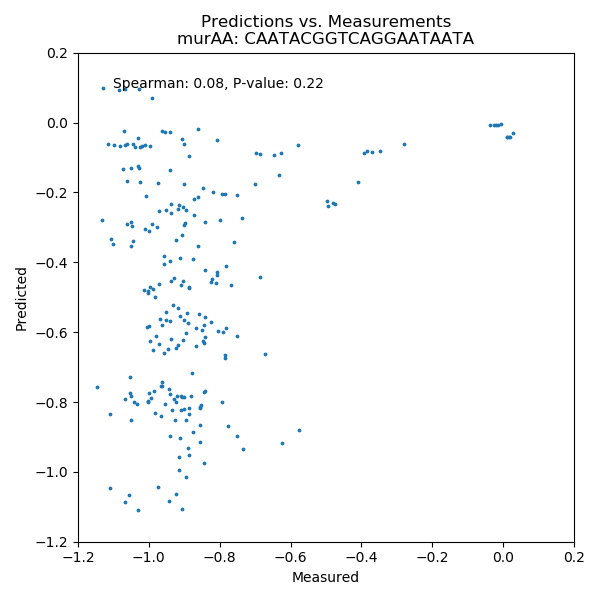 Predictions vs. Measurements
murAA: CAATACGGTCAGGAATAATA
Spearman: 0.08, P-value: 0.22
0.2
0.0
−0.2
−0.4
−0.6
−0.8
−1.0
−1.2
Predicted
−1.2 −1.0 −0.8 −0.6 −0.4 −0.2 0.0 0.2
Measured